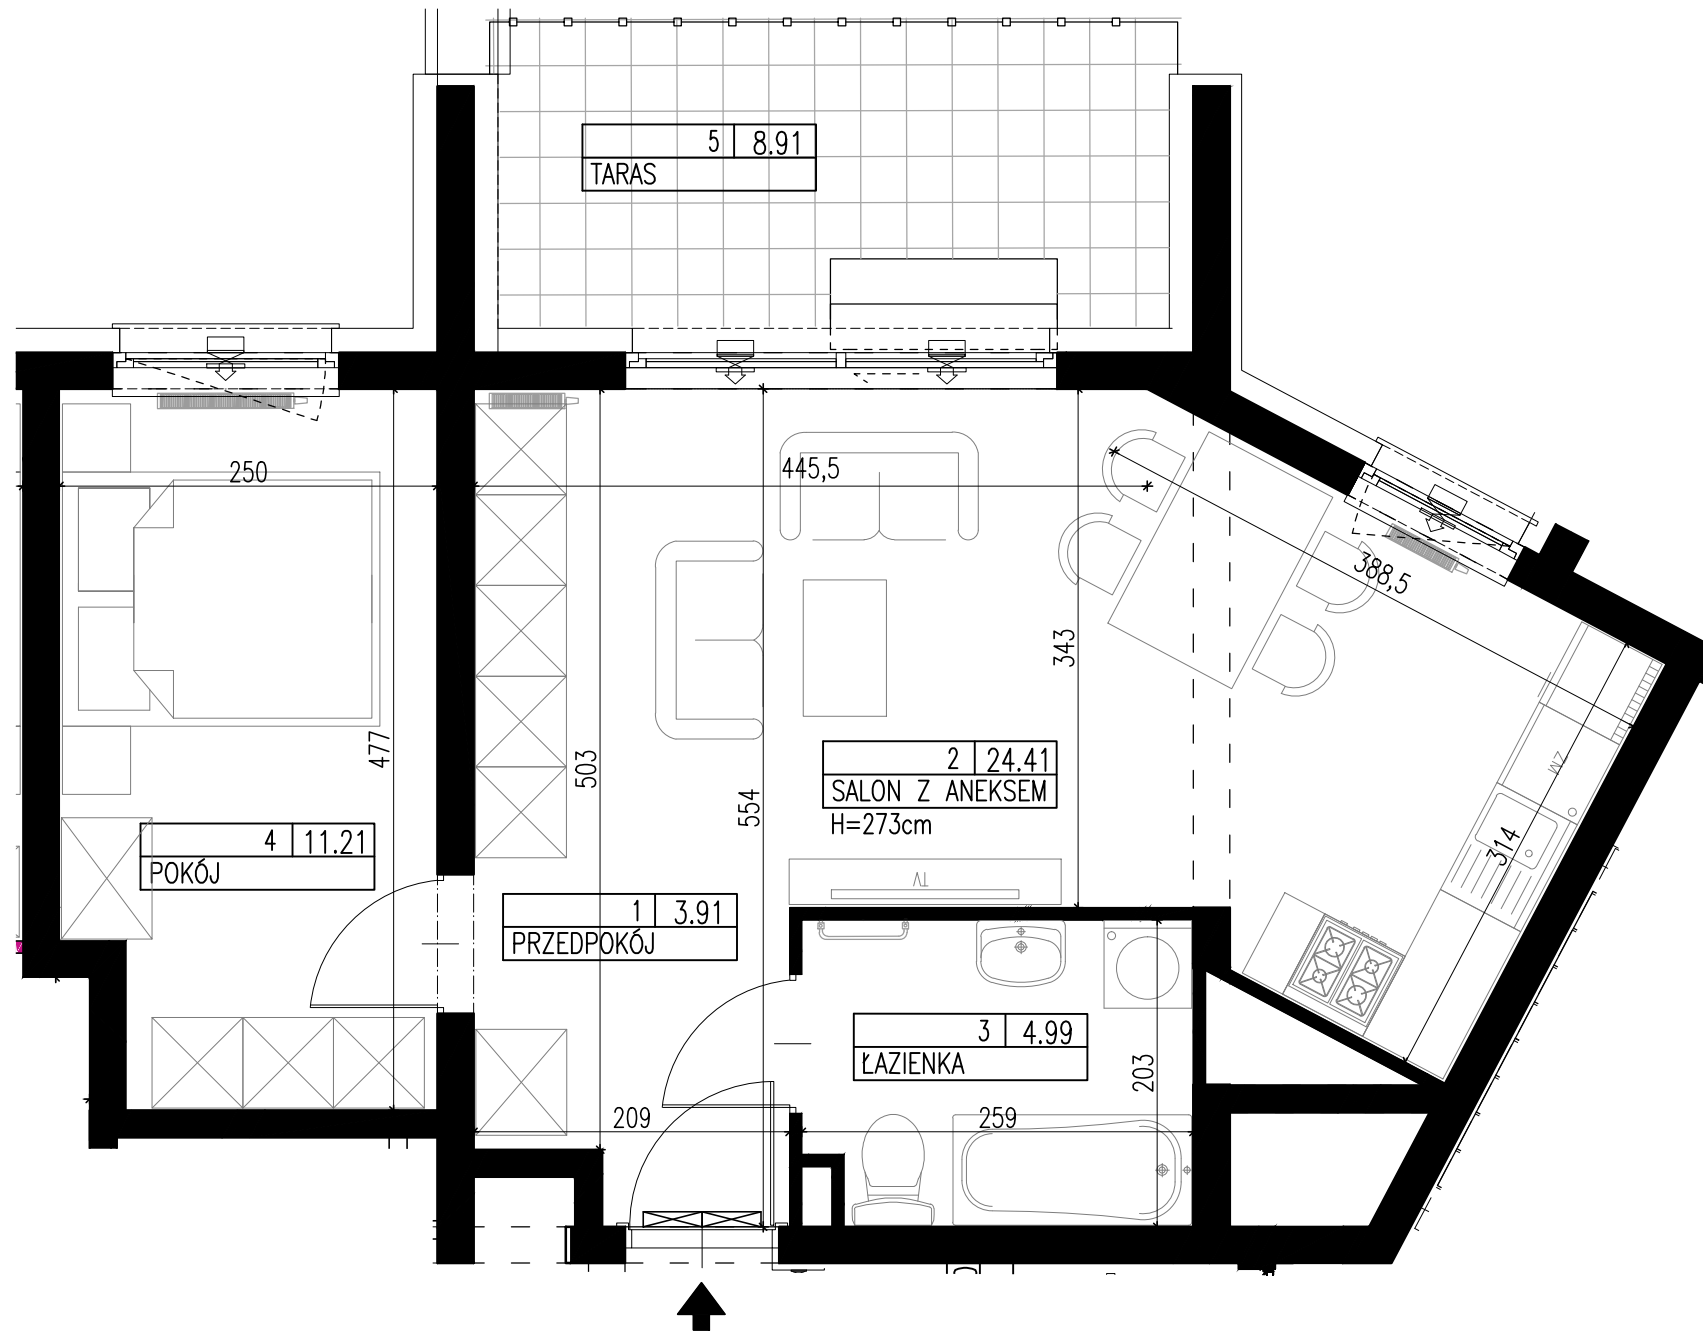 5 8.91
TARAS
250
445,5
388,5
343
477
503
554
2 24.41
SALON Z ANEKSEM
H=273cm
ZM
314
4 11.21
POKÓJ
TV
1 3.91
PRZEDPOKÓJ
3 4.99
ŁAZIENKA
203
209
259